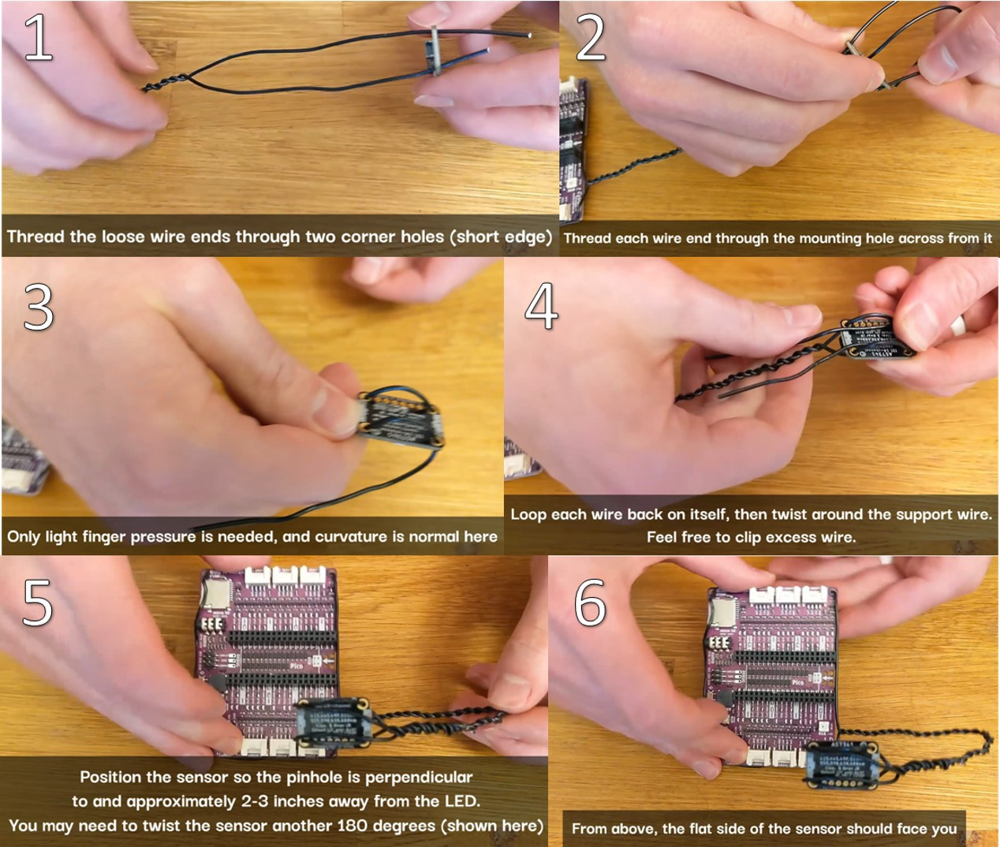 1
Thread the loose wire ends through two corner holes (short edge)
2
Thread each wire end through the mounting hole across from it
3
Only light finger pressure is needed, and curvature is normal here
4
AS7341
Loop each wire back on itself, then twist around the support wire.
Feel free to clip excess wire.
5
Pico
Position the sensor so the pinhole is perpendicular
to and approximately 2-3 inches away from the LED.
You may need to twist the sensor another 180 degrees (shown here)
6
Pico
AS7341
From above, the flat side of the sensor should face you